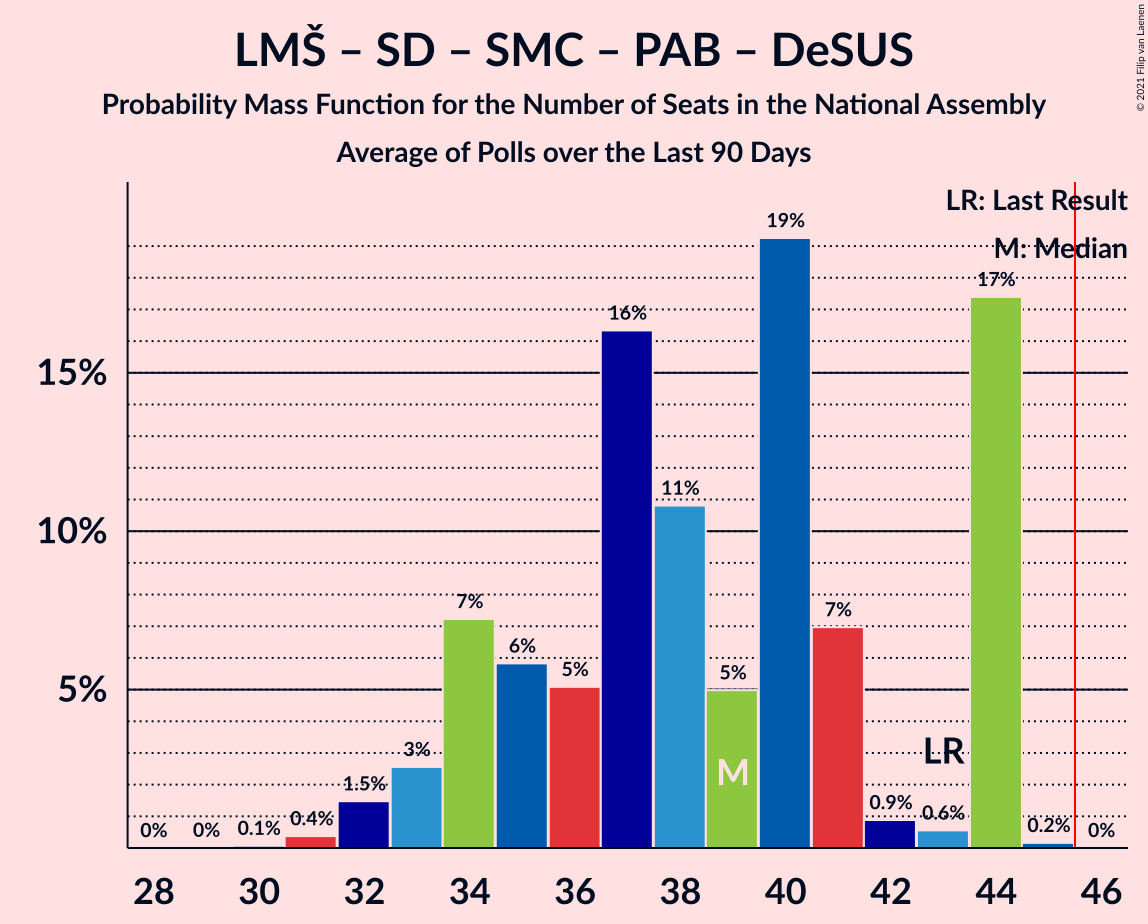 LMŠ – SD – SMC – PAB – DeSUS
Probability Mass Function for the Number of Seats in the National Assembly
Average of Polls over the Last 90 Days
© 2021 Filip van Laenen
LR: Last Result
M: Median
19%
17%
16%
15%
11%
10%
7%
7%
6%
5%
5%
5%
3%
LR
M
1.5%
0.9%
0.6%
0.4%
0.2%
0.1%
0%
0%
0%
28 30 32 34 36 38 40 42 44 46